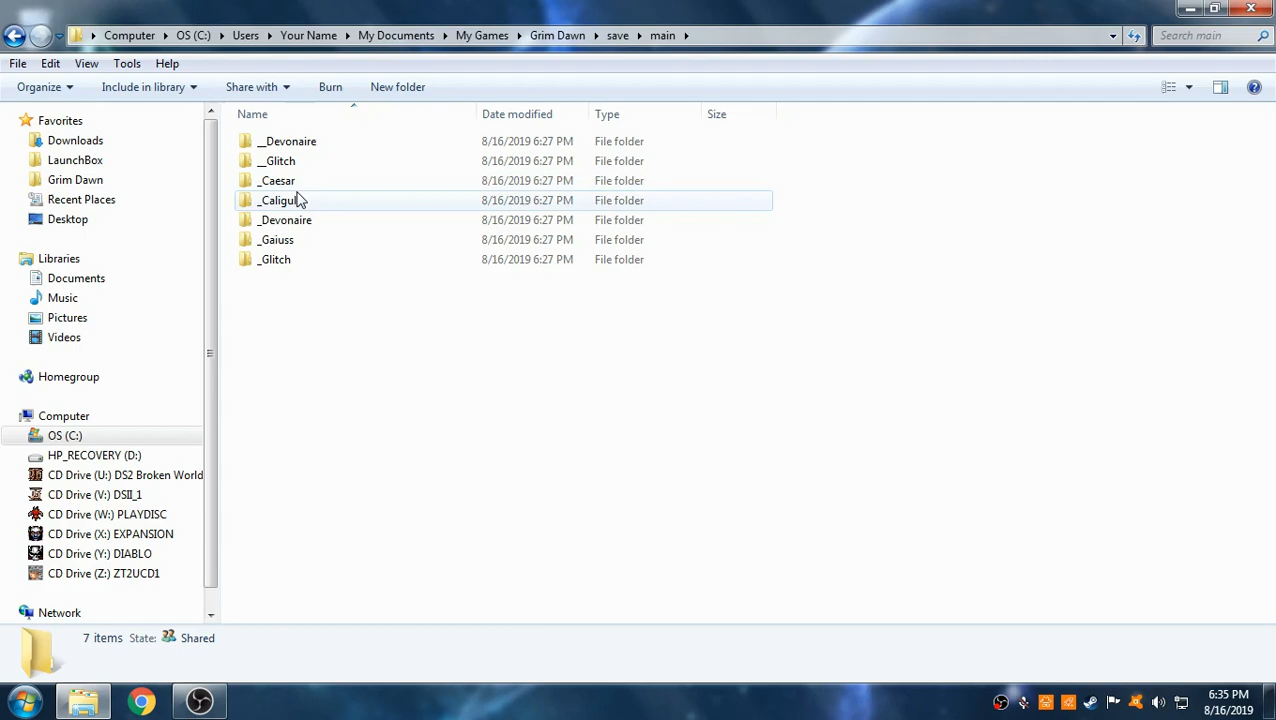 Computer OS (C:) Users Your Name My Documents My Games Grim Dawn save main Search main
File Edit View Tools Help
Organize Include in library Share with Burn New folder
Favorites
Downloads
LaunchBox
Grim Dawn
Recent Places
Desktop
Libraries
Documents
Music
Pictures
Videos
Homegroup
Computer
OS (C:)
HP_RECOVERY (D:)
CD Drive (U:) DS2 Broken World
CD Drive (V:) DSII_1
CD Drive (W:) PLAYDISC
CD Drive (X:) EXPANSION
CD Drive (Y:) DIABLO
CD Drive (Z:) ZT2UCD1
Network
Name Date modified Type Size
__Devonaire 8/16/2019 6:27 PM File folder
__Glitch 8/16/2019 6:27 PM File folder
_Caesar 8/16/2019 6:27 PM File folder
8/16/2019 6:27 PM File folder
_Devonaire 8/16/2019 6:27 PM File folder
_Gaiuss 8/16/2019 6:27 PM File folder
_Glitch 8/16/2019 6:27 PM File folder
7 items State: Shared
6:35 PM
8/16/2019